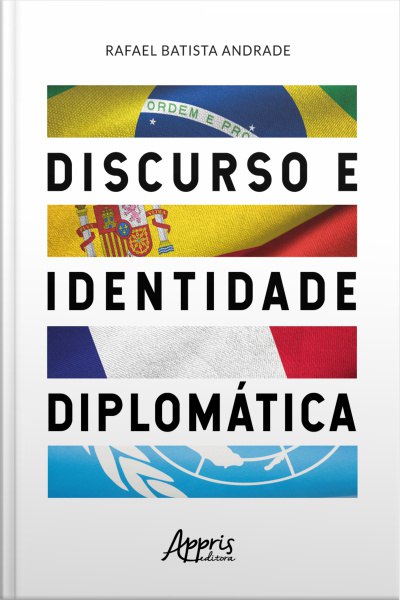 RAFAEL BATISTA ANDRADE
ORDEM E PRO
DISCURSO E
IDENTIDADE
DIPLOMÁTICA
Appris
editora